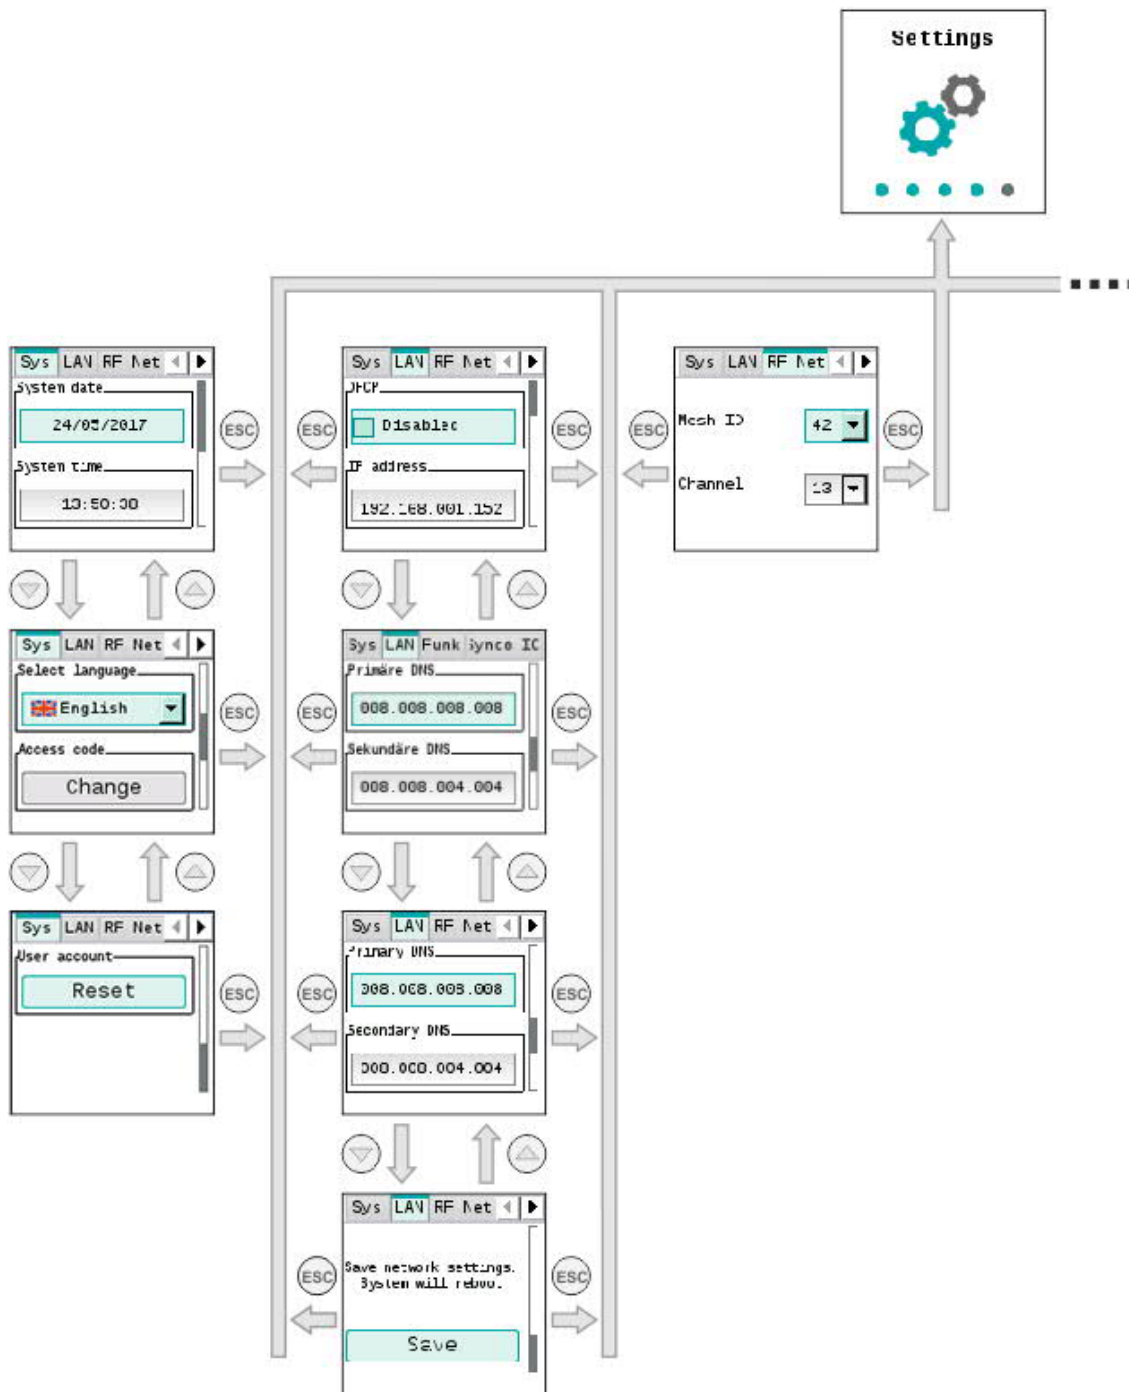 Settings
Sys LAN RF Net
System date
24/05/2017
System time
13:50:38
ESC
Sys LAN RF Net
Select language
English
Access code
Change
ESC
Sys LAN RF Net
User account
Reset
ESC
ESC
Sys LAN RF Net
Disabled
IP address
192.168.001.152
ESC
ESC
Sys LAN Funk Synco IC
Primäre DNS
008.008.008.008
Sekundäre DNS
008.008.004.004
ESC
ESC
Sys LAN RF Net
Primary DNS
008.008.008.008
Secondary DNS
008.008.004.004
ESC
ESC
Sys LAN RF Net
Save network settings.
System will reboot.
Save
ESC
ESC
Sys LAN RF Net
Mesh ID
42
Channel
13
ESC